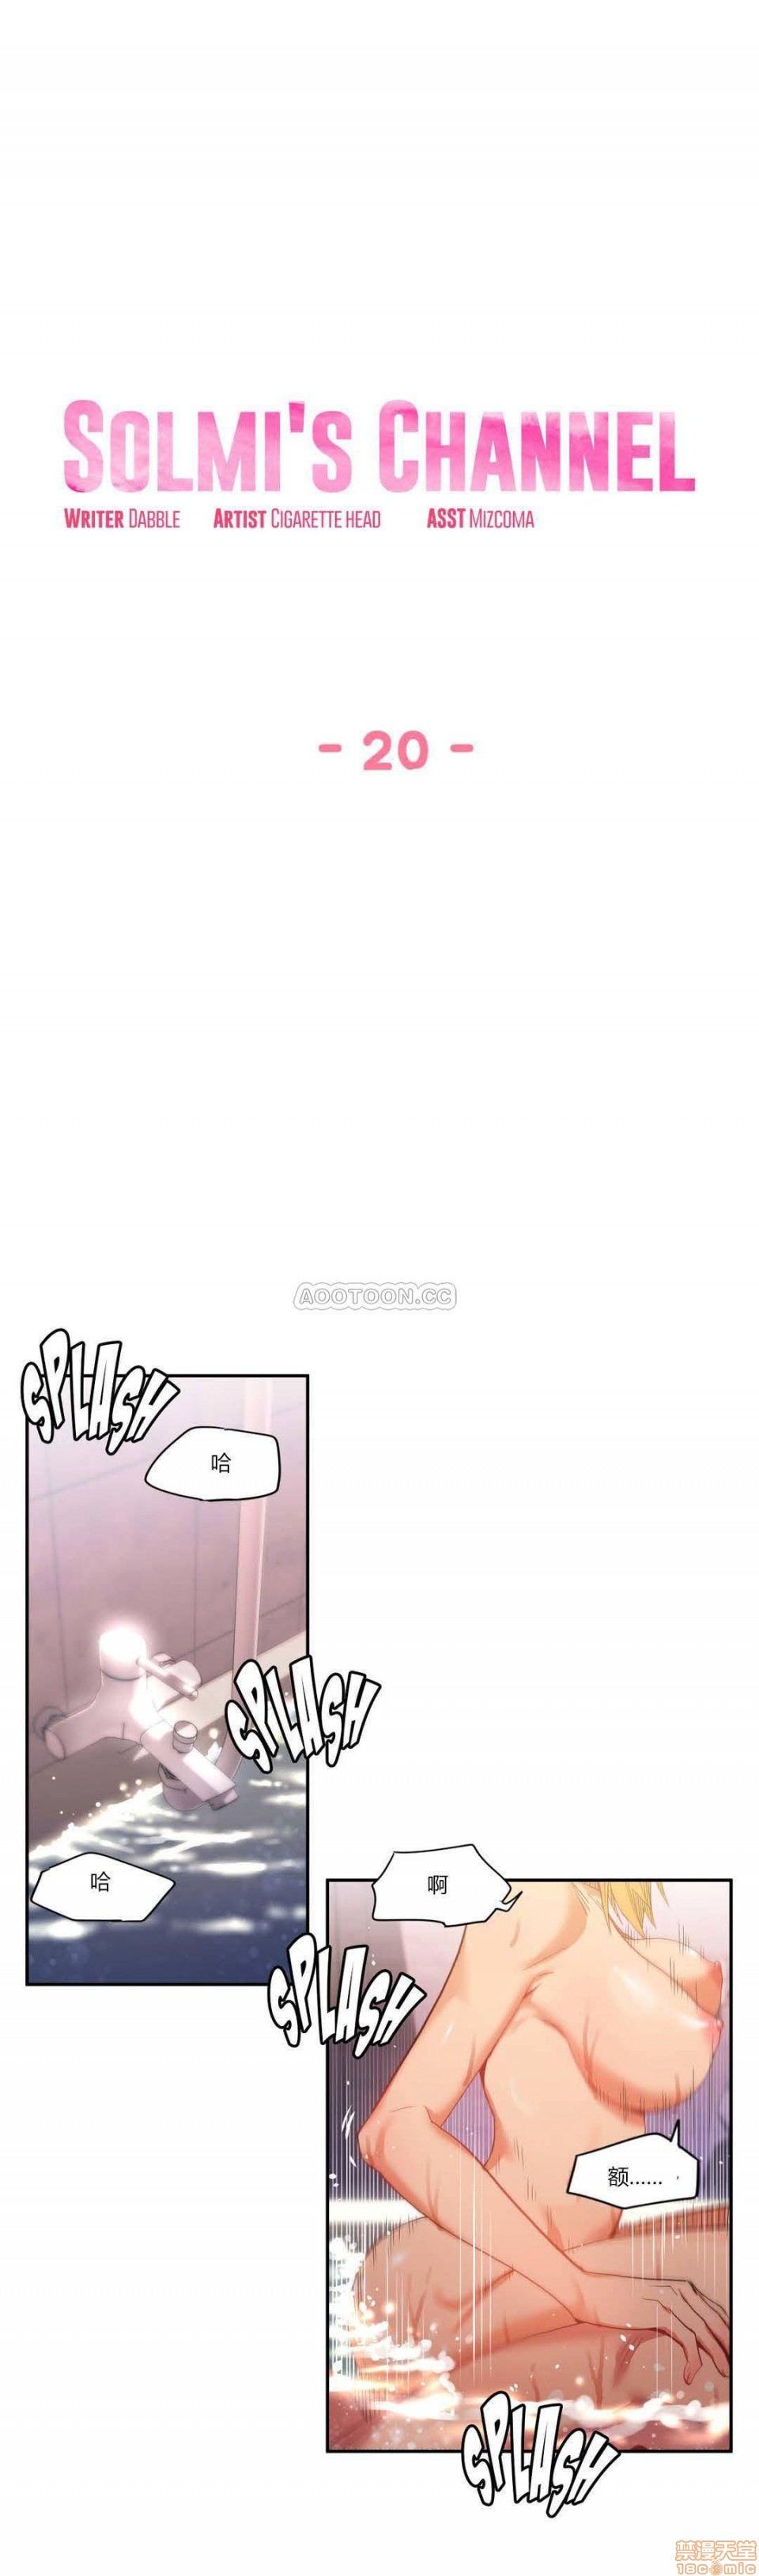 SOLMI'S CHANNEL
WRITER DABBLE ARTIST CIGARETTE HEAD ASST MIZCOMA
- 20 -
AOOTOON.CC
SPLASH
哈
SPLASH
哈
啊
SPLASH
额......
SPLASH
禁漫天堂
18comic